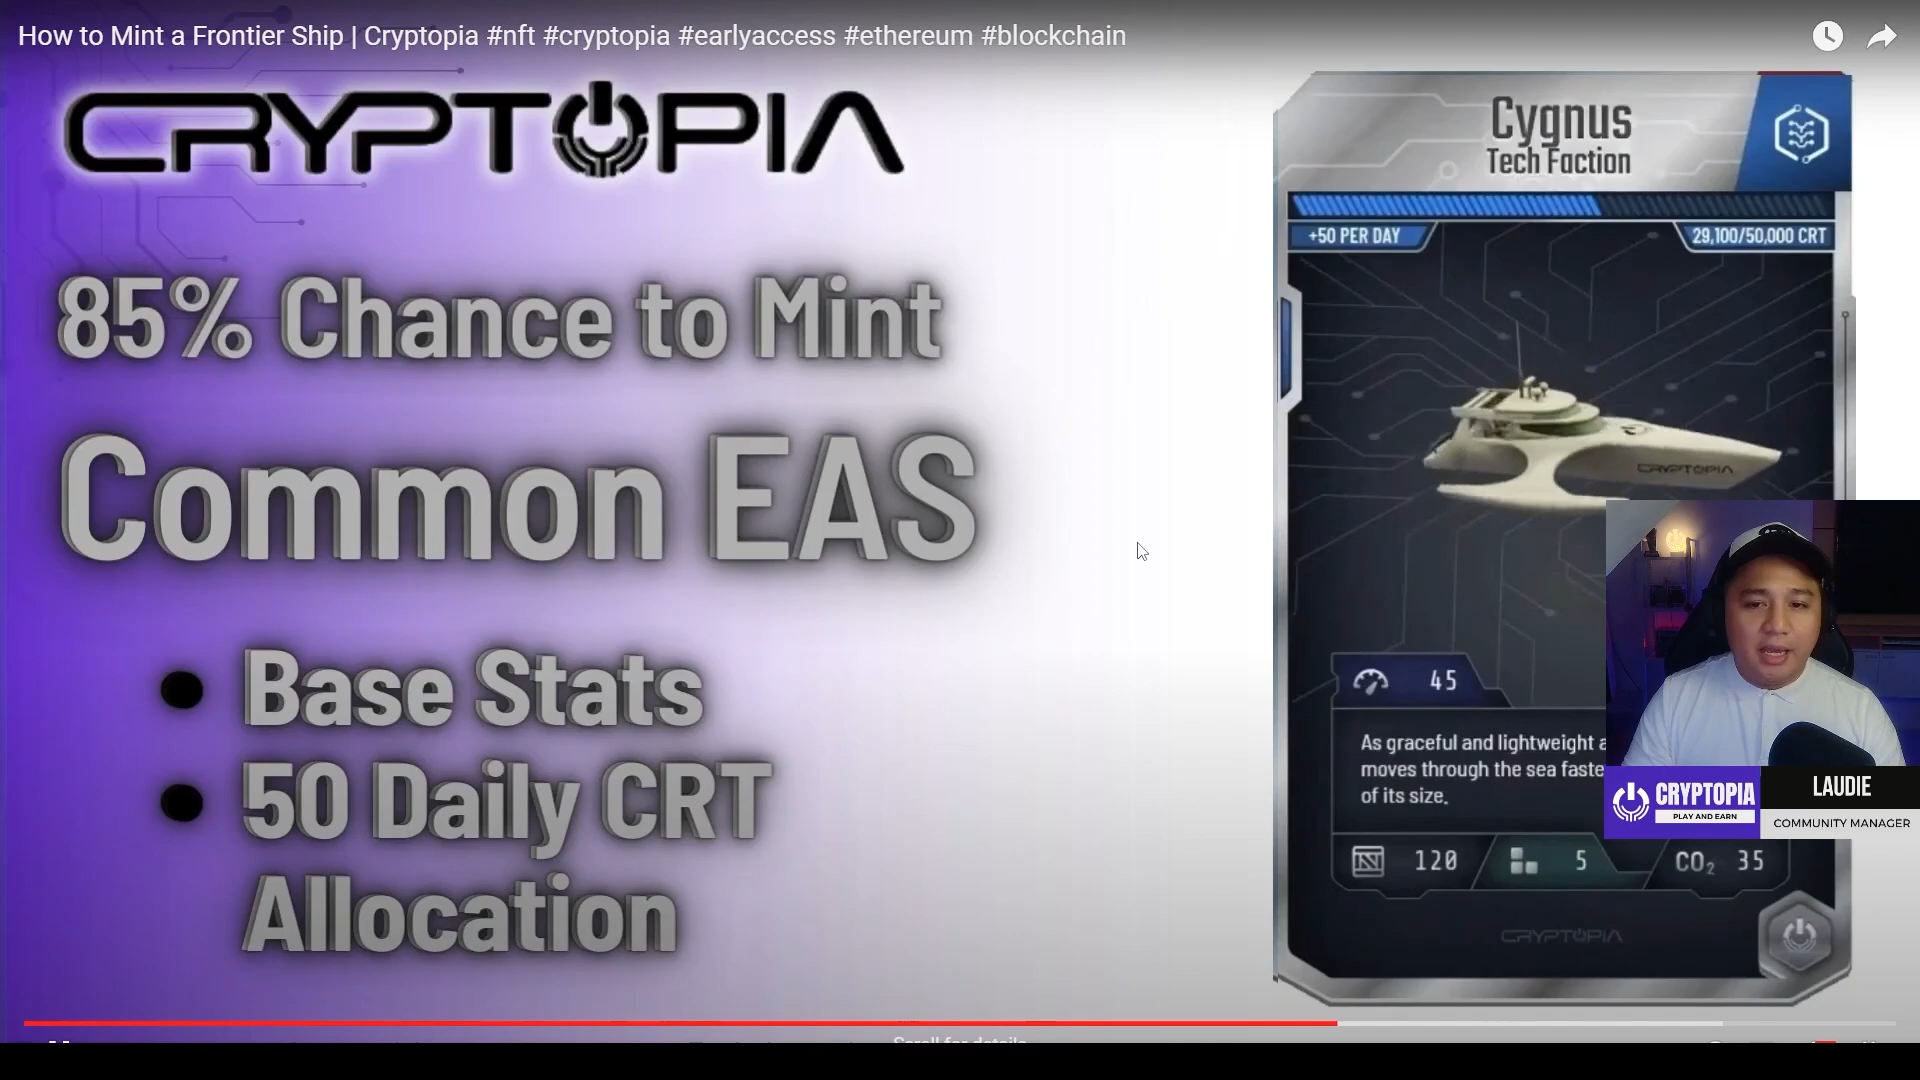 How to Mint a Frontier Ship | Cryptopia #nft #cryptopia #earlyaccess #ethereum #blockchain
CRYPTOPIA
85% Chance to Mint
Common EAS
• Base Stats
• 50 Daily CRT
Allocation
Cygnus
Tech Faction
+50 PER DAY
29,100/50,000 CRT
CRYPTOPIA
45
As graceful and lightweight
moves through the sea faste
of its size.
120
5
CO₂ 35
CRYPTOPIA
CRYPTOPIA
PLAY AND EARN
LAUDIE
COMMUNITY MANAGER
Scroll for details